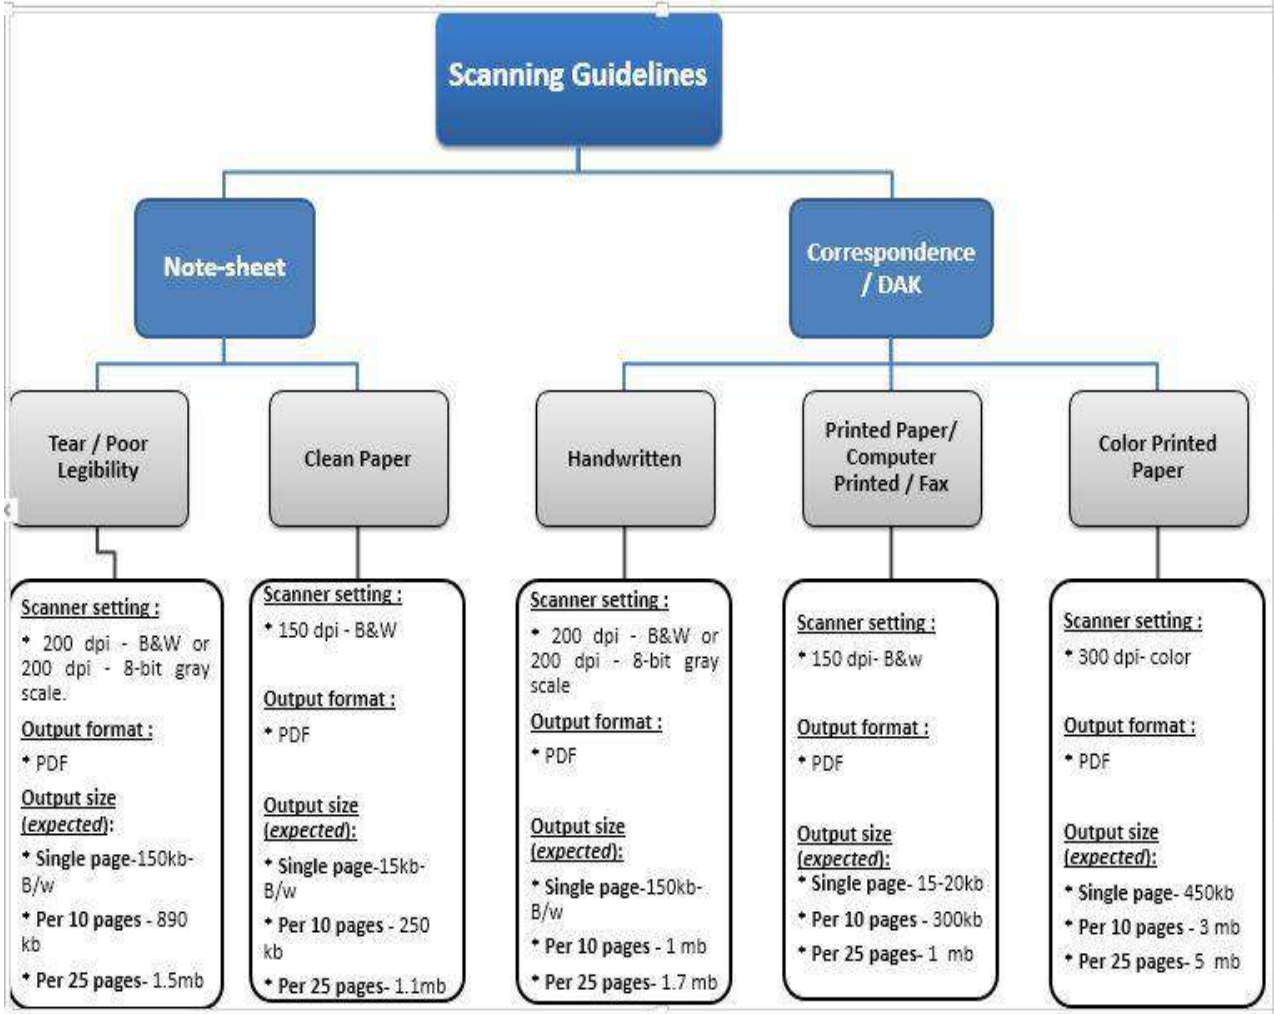 Scanning Guidelines
Note-sheet
Correspondence
/ DAK
Tear / Poor
Legibility
Clean Paper
Handwritten
Printed Paper/
Computer
Printed / Fax
Color Printed
Paper
Scanner setting :
* 200 dpi - B&W or
200 dpi - 8-bit gray
scale.
Output format :
* PDF
Output size
(expected):
* Single page-150kb-
B/w
* Per 10 pages - 890
kb
* Per 25 pages- 1.5mb
Scanner setting :
* 150 dpi - B&W
Output format :
* PDF
Output size
(expected):
* Single page-15kb-
B/w
* Per 10 pages - 250
kb
* Per 25 pages- 1.1mb
Scanner setting :
* 200 dpi - B&W or
200 dpi - 8-bit gray
scale
Output format :
* PDF
Output size
(expected):
* Single page-150kb-
B/w
* Per 10 pages - 1 mb
* Per 25 pages- 1.7 mb
Scanner setting :
* 150 dpi- B&w
Output format :
* PDF
Output size
(expected):
* Single page- 15-20kb
* Per 10 pages - 300kb
* Per 25 pages- 1 mb
Scanner setting :
* 300 dpi- color
Output format :
* PDF
Output size
(expected):
* Single page- 450kb
* Per 10 pages - 3 mb
* Per 25 pages- 5 mb